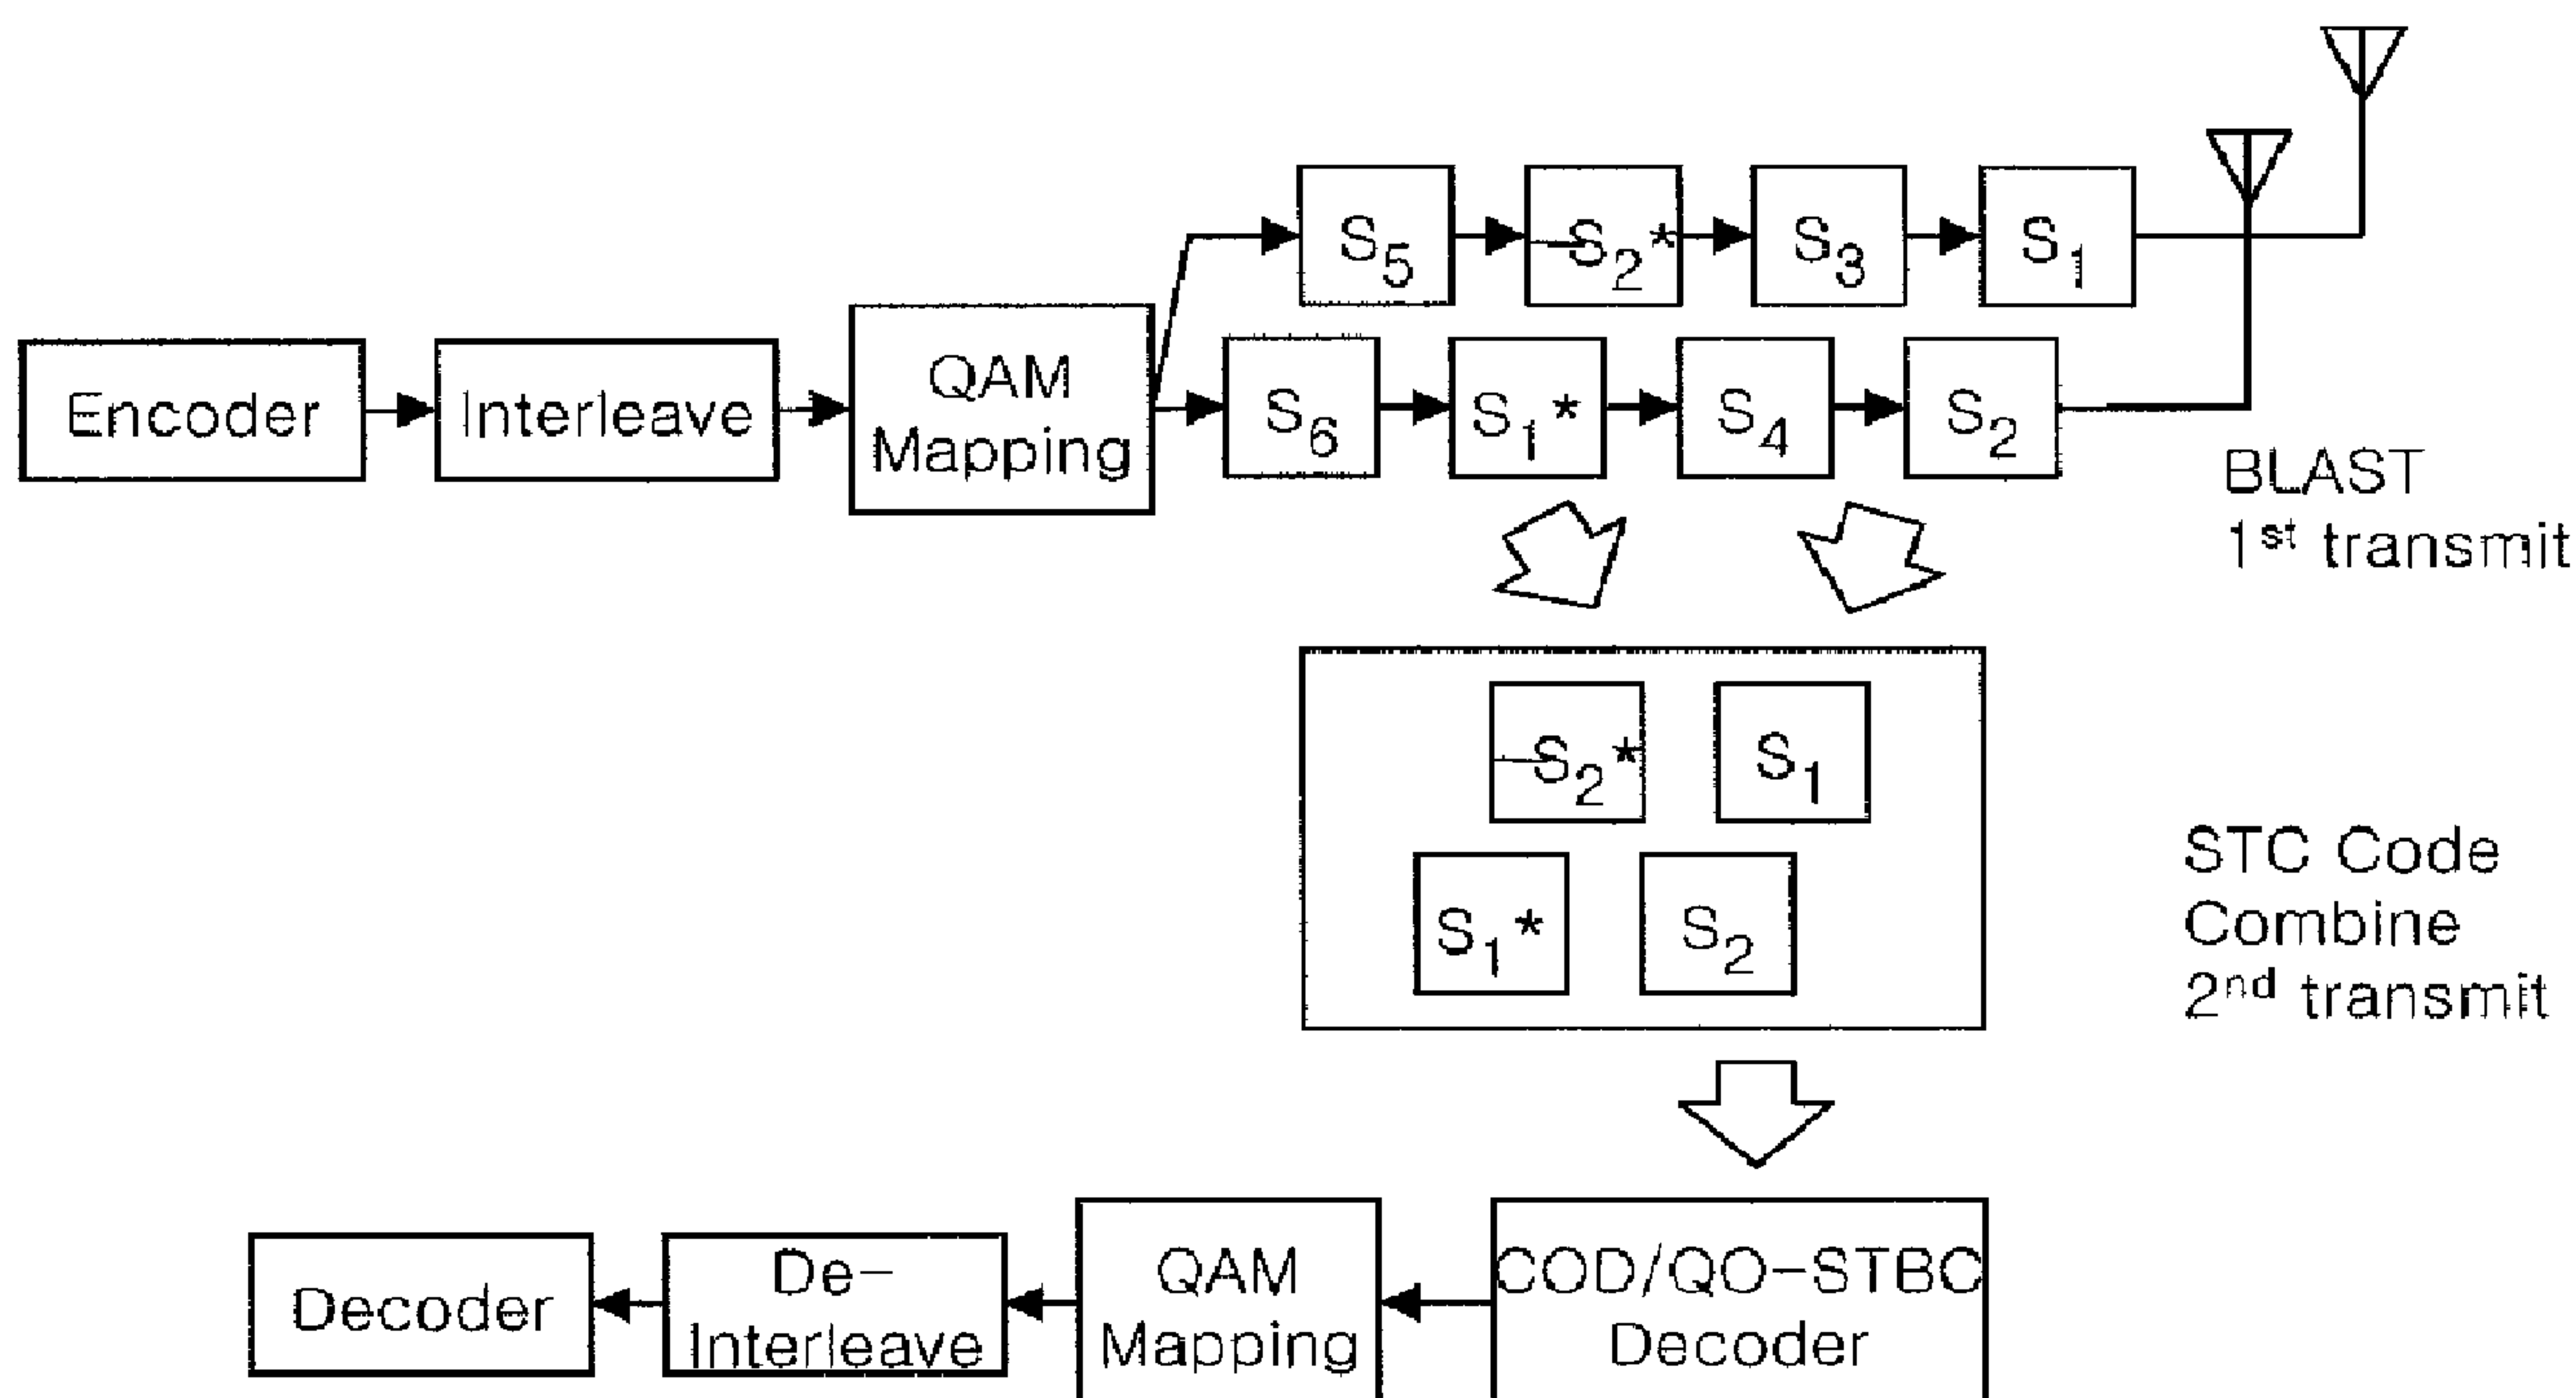 S5 -S2* S3 S1
Encoder
Interleave
QAM
Mapping
S6 S1* S4 S2
BLAST
1st transmit
-S2* S1
S1* S2
STC Code
Combine
2nd transmit
Decoder
De-
Interleave
QAM
Mapping
COD/QO-STBC
Decoder